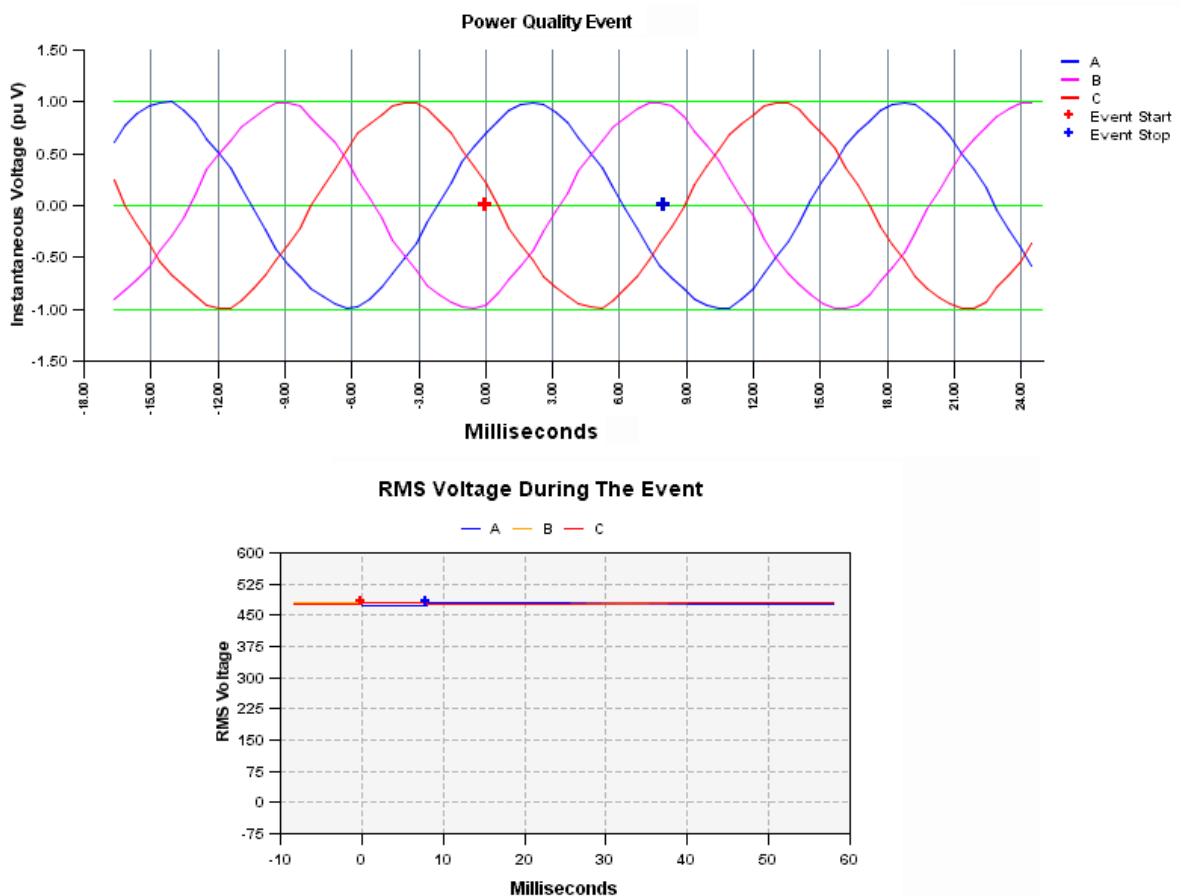 Power Quality Event
Instantaneous Voltage (pu V)
1.50
1.00
0.50
0.00
-0.50
-1.00
-1.50
-18.00
-15.00
-12.00
-9.00
-6.00
-3.00
0.00
3.00
6.00
9.00
12.00
15.00
18.00
21.00
24.00
Milliseconds
A
B
C
Event Start
Event Stop
RMS Voltage During The Event
A B C
RMS Voltage
600
525
450
375
300
225
150
75
0
-75
-10 0 10 20 30 40 50 60
Milliseconds